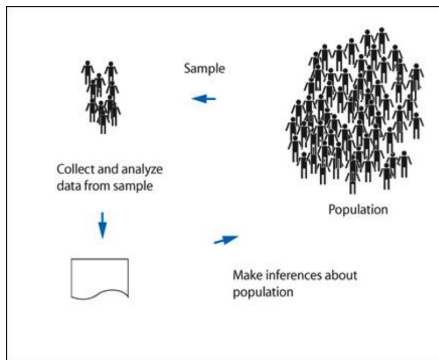 Sample
Collect and analyze
data from sample
Population
Make inferences about
population